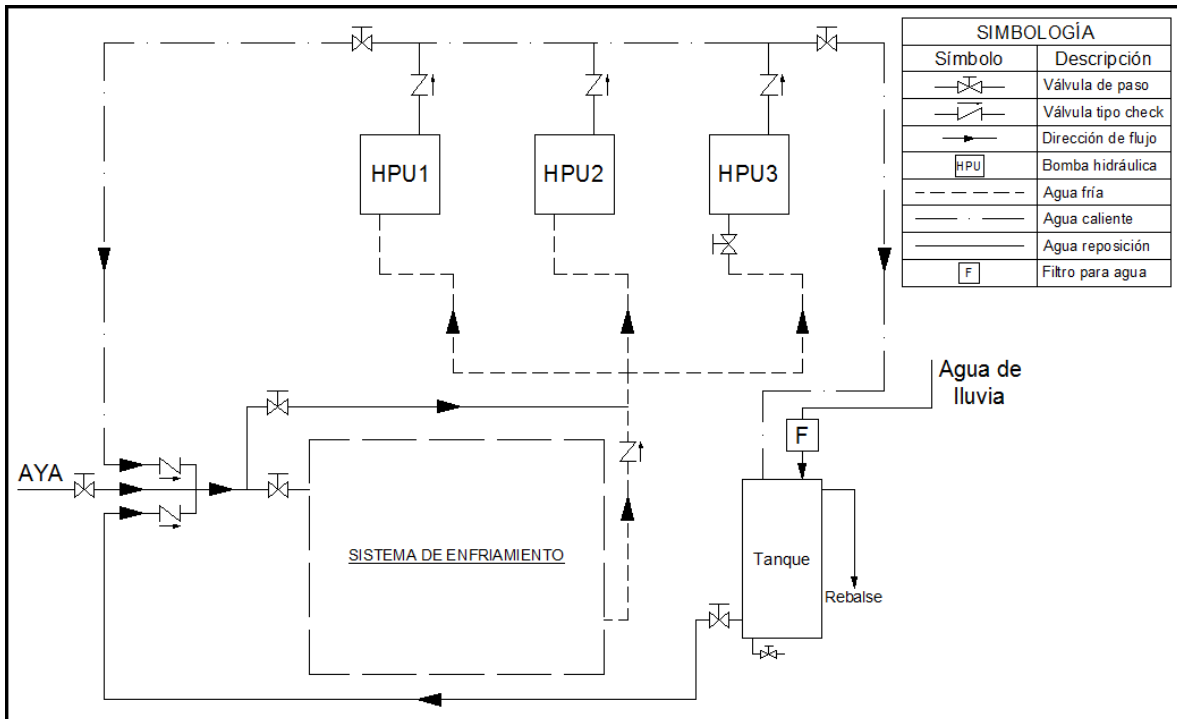 SIMBOLOGÍA
Símbolo Descripción
Válvula de paso
Válvula tipo check
Dirección de flujo
HPU Bomba hidráulica
Agua fría
Agua caliente
Agua reposición
F Filtro para agua
HPU1 HPU2 HPU3
Agua de
lluvia
F
AYA
SISTEMA DE ENFRIAMIENTO
Tanque
Rebalse